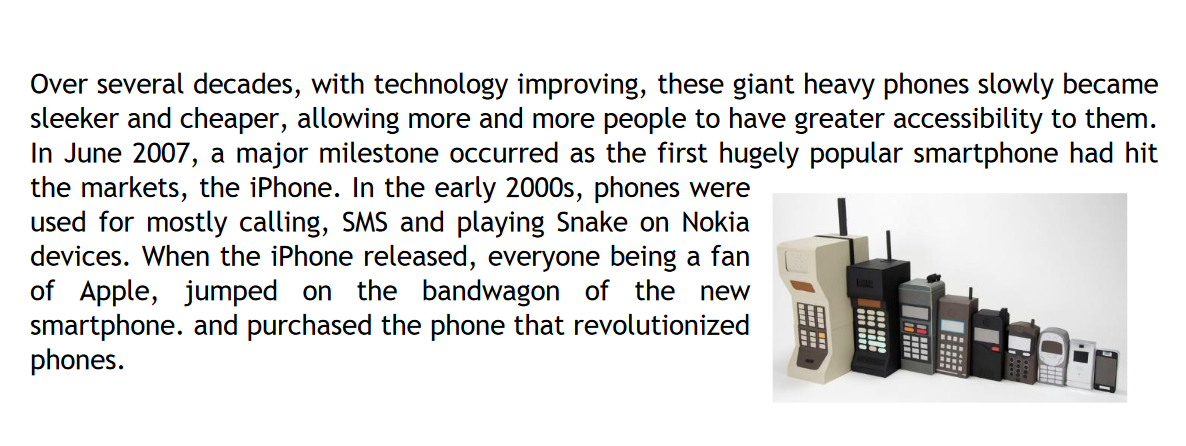 Over several decades, with technology improving, these giant heavy phones slowly became
sleeker and cheaper, allowing more and more people to have greater accessibility to them.
In June 2007, a major milestone occurred as the first hugely popular smartphone had hit
the markets, the iPhone. In the early 2000s, phones were
used for mostly calling, SMS and playing Snake on Nokia
devices. When the iPhone released, everyone being a fan
of Apple, jumped on the bandwagon of the new
smartphone. and purchased the phone that revolutionized
phones.